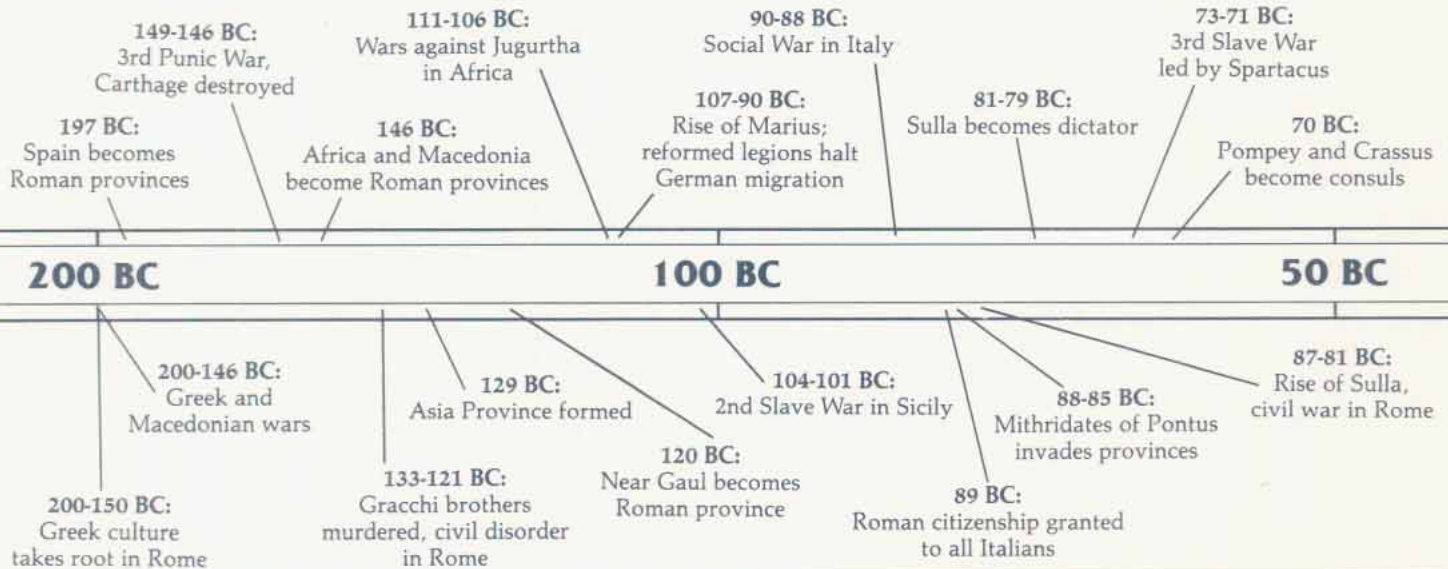 149-146 BC:
3rd Punic War,
Carthage destroyed
111-106 BC:
Wars against Jugurtha
in Africa
90-88 BC:
Social War in Italy
73-71 BC:
3rd Slave War
led by Spartacus
197 BC:
Spain becomes
Roman provinces
146 BC:
Africa and Macedonia
become Roman provinces
107-90 BC:
Rise of Marius;
reformed legions halt
German migration
81-79 BC:
Sulla becomes dictator
70 BC:
Pompey and Crassus
become consuls
200 BC
100 BC
50 BC
200-146 BC:
Greek and
Macedonian wars
129 BC:
Asia Province formed
104-101 BC:
2nd Slave War in Sicily
88-85 BC:
Mithridates of Pontus
invades provinces
87-81 BC:
Rise of Sulla,
civil war in Rome
200-150 BC:
Greek culture
takes root in Rome
133-121 BC:
Gracchi brothers
murdered, civil disorder
in Rome
120 BC:
Near Gaul becomes
Roman province
89 BC:
Roman citizenship granted
to all Italians